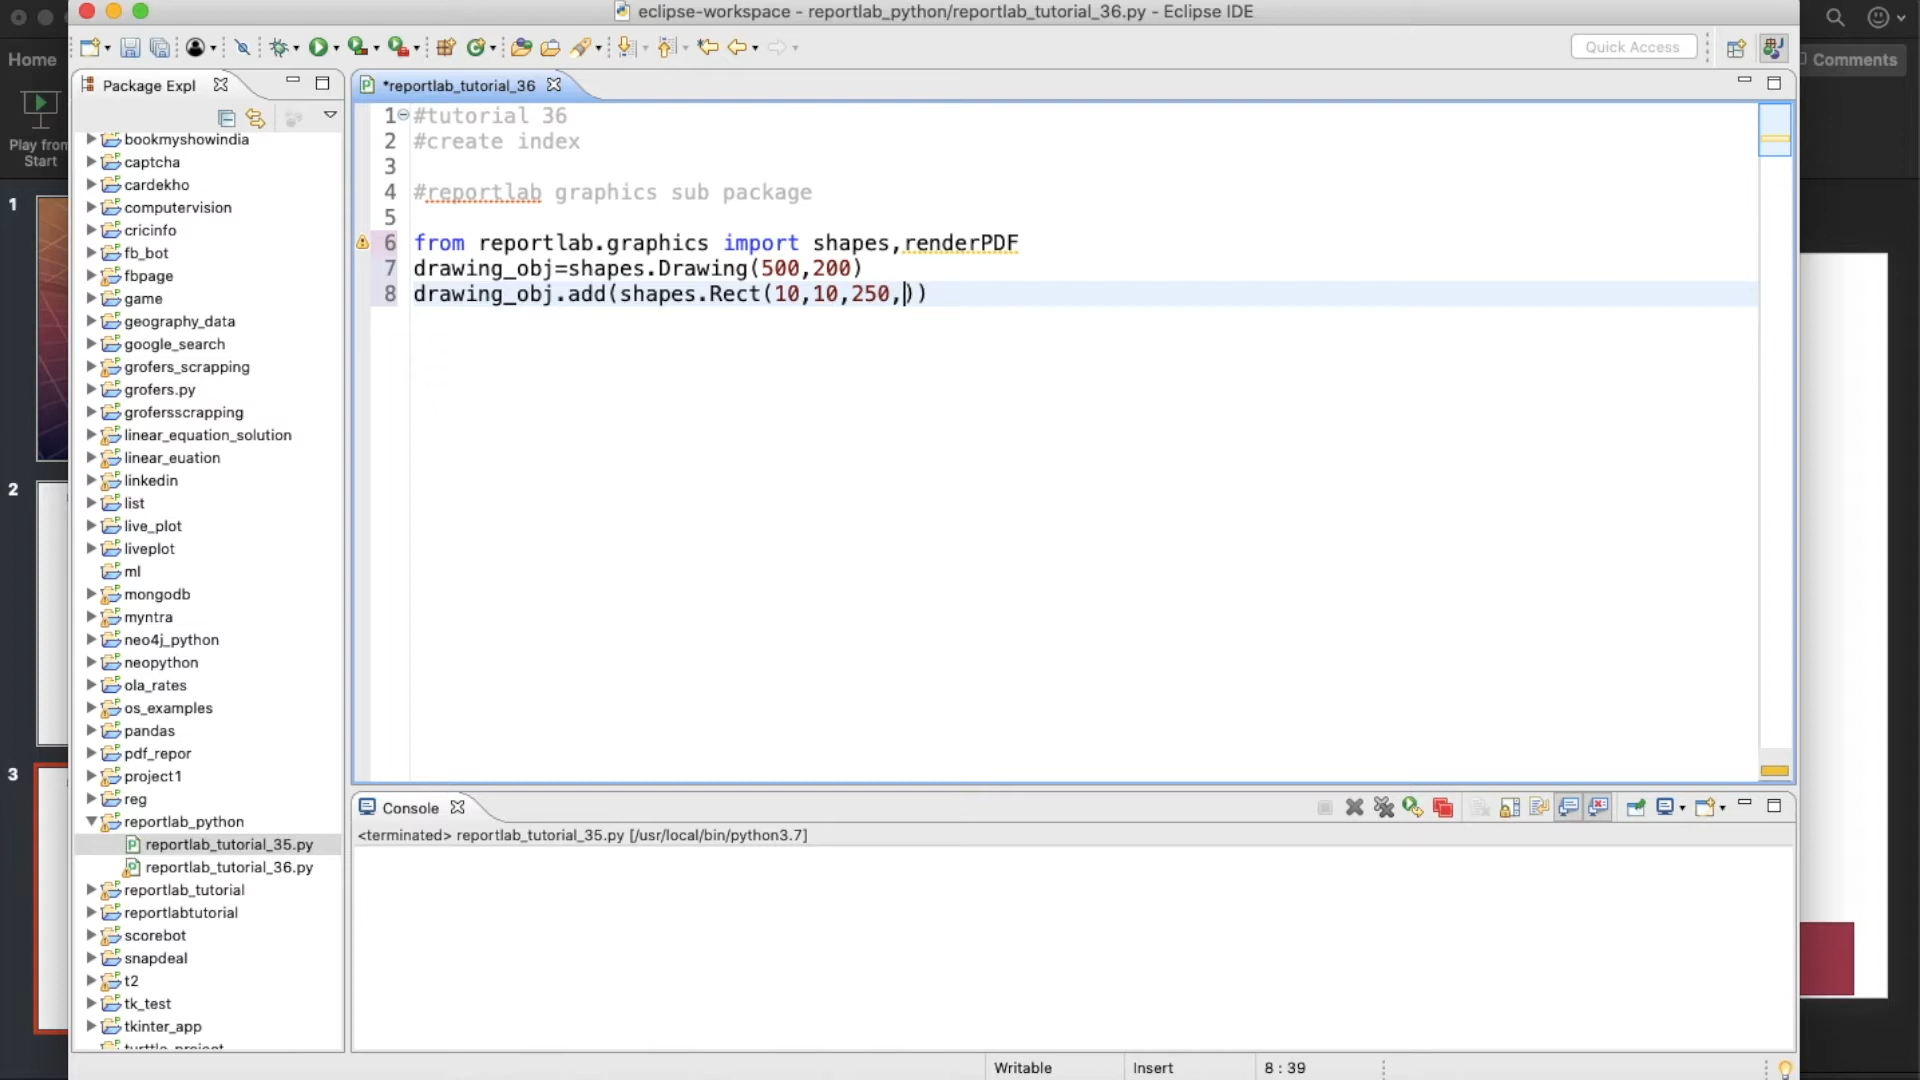 eclipse-workspace - reportlab_python/reportlab_tutorial_36.py - Eclipse IDE
Home
Comments
Quick Access
Play from
Start
Package Expl
*reportlab_tutorial_36
bookmyshowindia
captcha
cardekho
computervision
cricinfo
fb_bot
fbpage
game
geography_data
google_search
grofers_scrapping
grofers.py
grofersscrapping
linear_equation_solution
linear_euation
linkedin
list
live_plot
liveplot
ml
mongodb
myntra
neo4j_python
neopython
ola_rates
os_examples
pandas
pdf_repor
project1
reg
reportlab_python
reportlab_tutorial_35.py
reportlab_tutorial_36.py
reportlab_tutorial
reportlabtutorial
scorebot
snapdeal
t2
tk_test
tkinter_app
1
2
3
1 #tutorial 36
2 #create index
3
4 #reportlab graphics sub package
5
6 from reportlab.graphics import shapes,renderPDF
7 drawing_obj=shapes.Drawing(500,200)
8 drawing_obj.add(shapes.Rect(10,10,250,))
Console
<terminated> reportlab_tutorial_35.py [/usr/local/bin/python3.7]
Writable
Insert
8 : 39